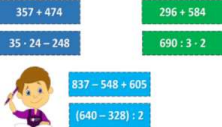 357 + 474
296 + 584
35 · 24 – 248
690 : 3 · 2
837 – 548 + 605
(640 – 328) : 2